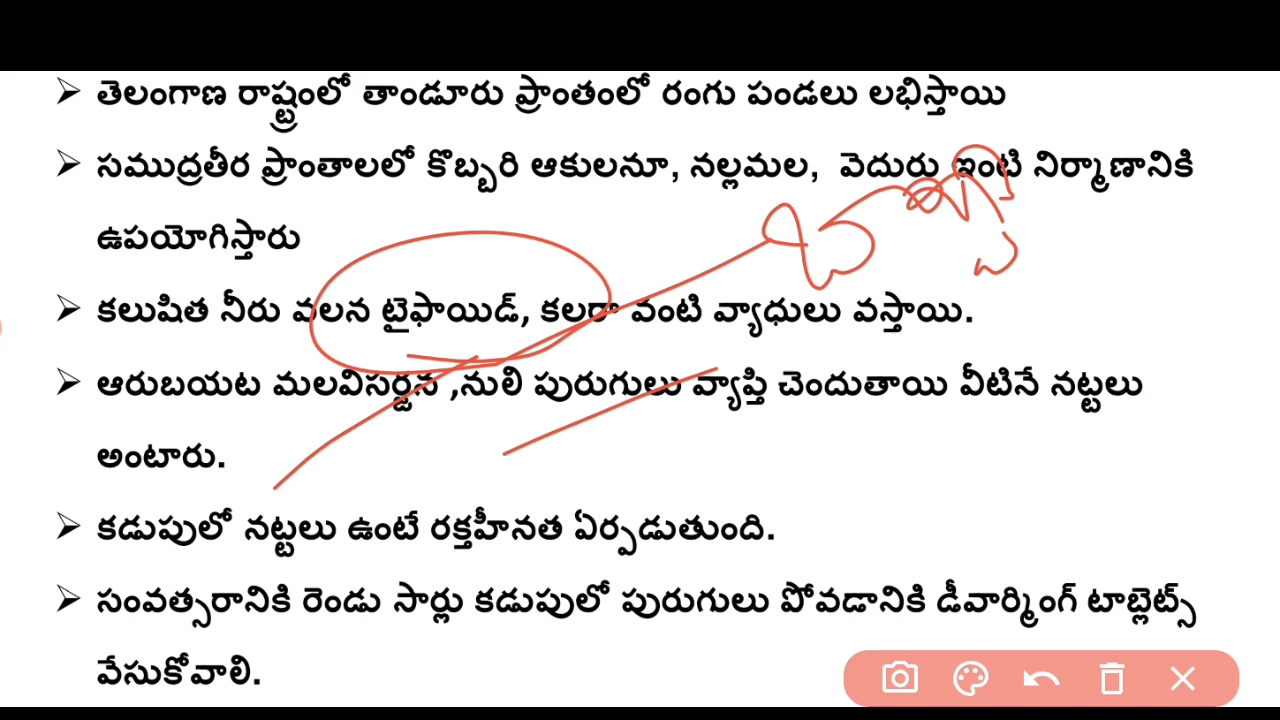 ➢ తెలంగాణ రాష్ట్రంలో తాండూరు ప్రాంతంలో రంగు పండలు లభిస్తాయి
➢ సముద్రతీర ప్రాంతాలలో కొబ్బరి ఆకులనూ, నల్లమల, వెదురు ఇంటి నిర్మాణానికి
ఉపయోగిస్తారు
➢ కలుషిత నీరు వలన టైఫాయిడ్, కలరా వంటి వ్యాధులు వస్తాయి.
➢ ఆరుబయట మలవిసర్జన ,నులి పురుగులు వ్యాప్తి చెందుతాయి వీటినే నట్టలు
అంటారు.
➢ కడుపులో నట్టలు ఉంటే రక్తహీనత ఏర్పడుతుంది.
➢ సంవత్సరానికి రెండు సార్లు కడుపులో పురుగులు పోవడానికి డీవార్మింగ్ టాబ్లెట్స్
వేసుకోవాలి.